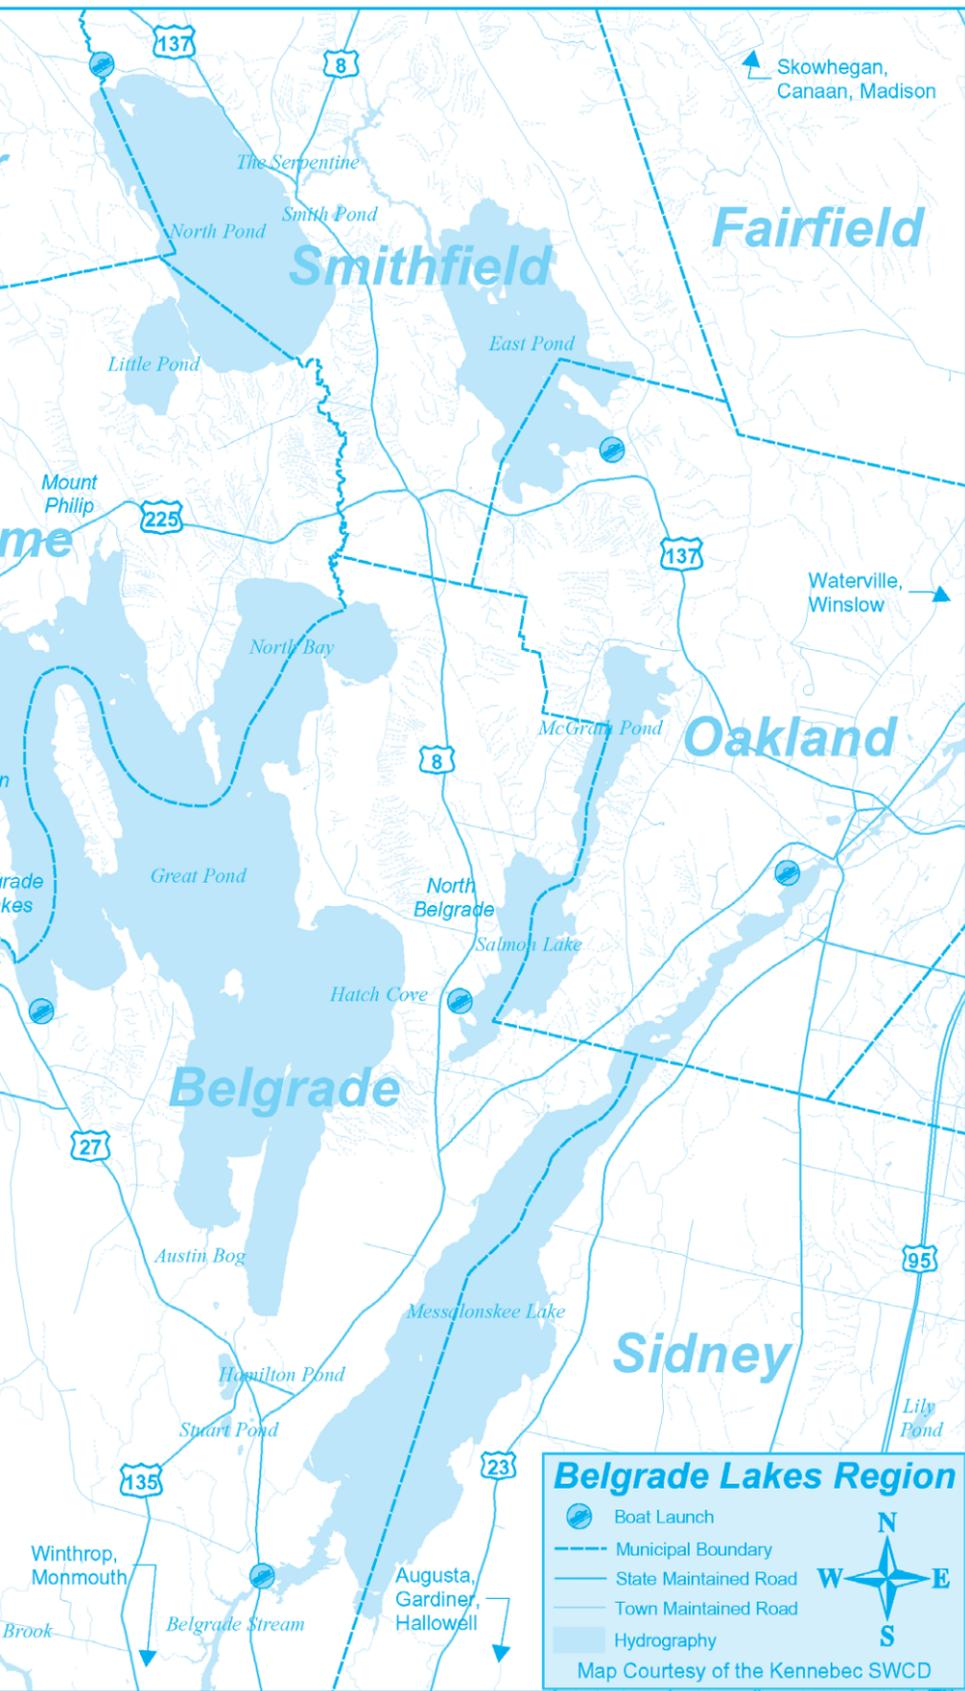 137
8
Skowhegan,
Canaan, Madison
The Serpentine
Smith Pond
North Pond
Fairfield
Smithfield
East Pond
Little Pond
Mount
Philip
225
me
137
Waterville,
Winslow
North Bay
McGrath Pond
Oakland
8
n
Great Pond
grade
kes
North
Belgrade
Salmon Lake
Hatch Cove
Belgrade
27
Austin Bog
95
Messalonskee Lake
Sidney
Hamilton Pond
Stuart Pond
Lily
Pond
135
23
Winthrop,
Monmouth
Augusta,
Gardiner,
Hallowell
Belgrade Stream
Brook
Belgrade Lakes Region
Boat Launch
Municipal Boundary
State Maintained Road
Town Maintained Road
Hydrography
N
W E
S
Map Courtesy of the Kennebec SWCD